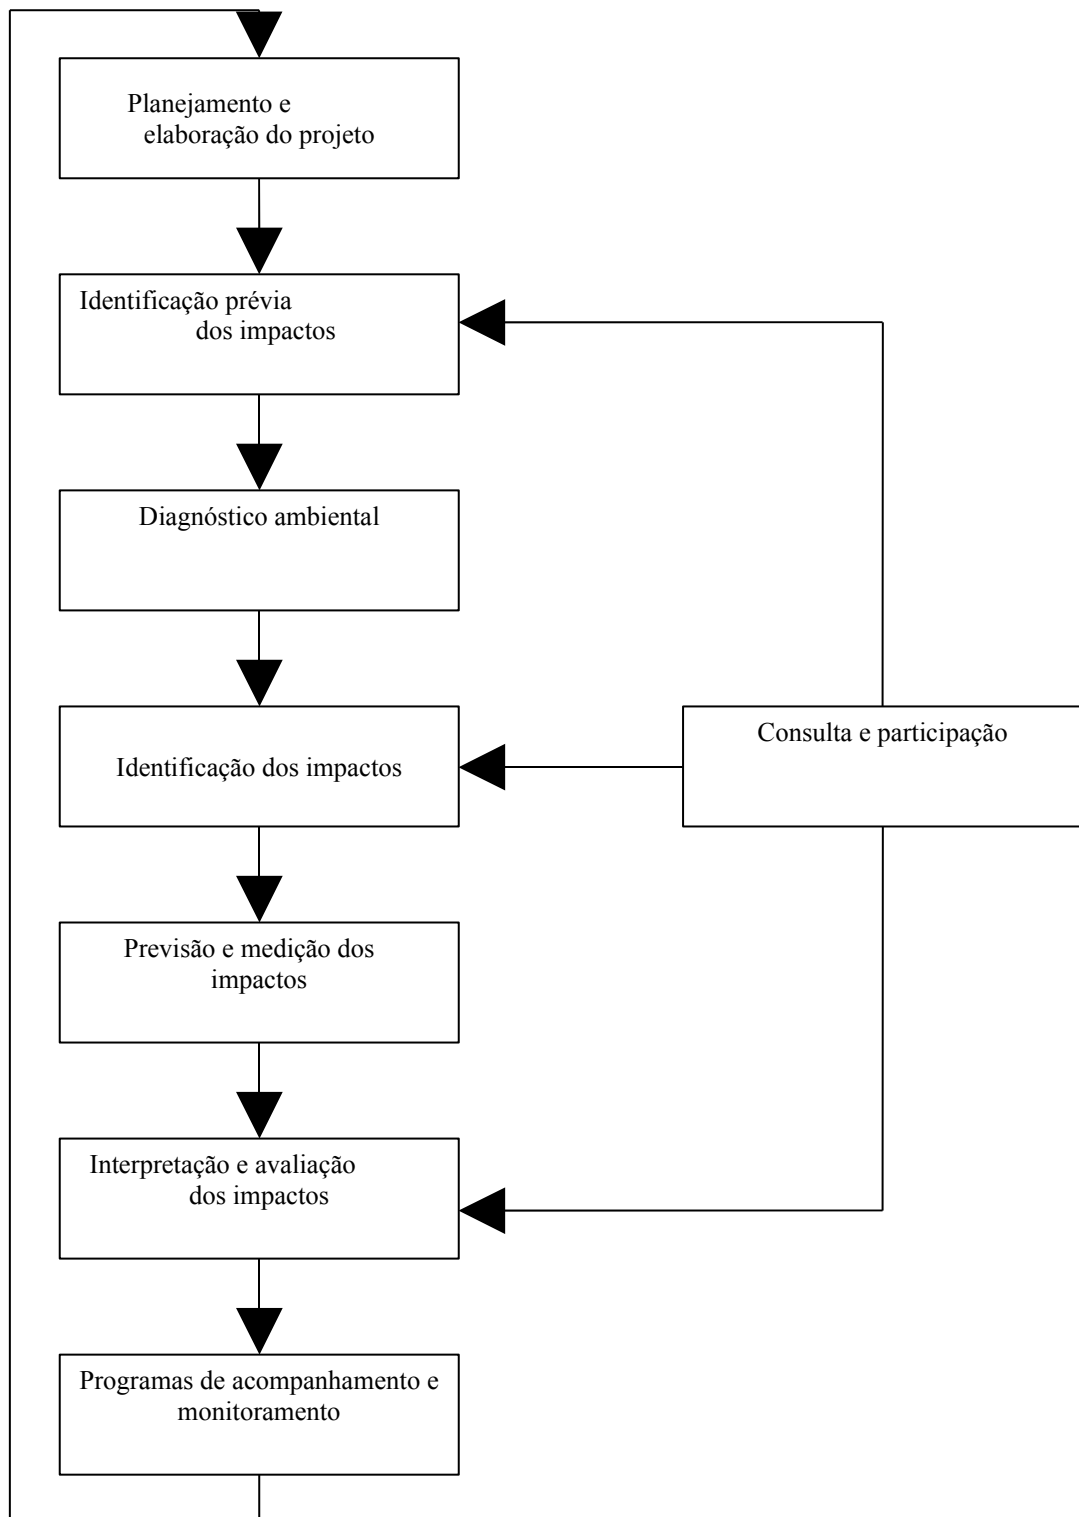 Planejamento e
elaboração do projeto
Identificação prévia
dos impactos
Diagnóstico ambiental
Identificação dos impactos
Consulta e participação
Previsão e medição dos
impactos
Interpretação e avaliação
dos impactos
Programas de acompanhamento e
monitoramento